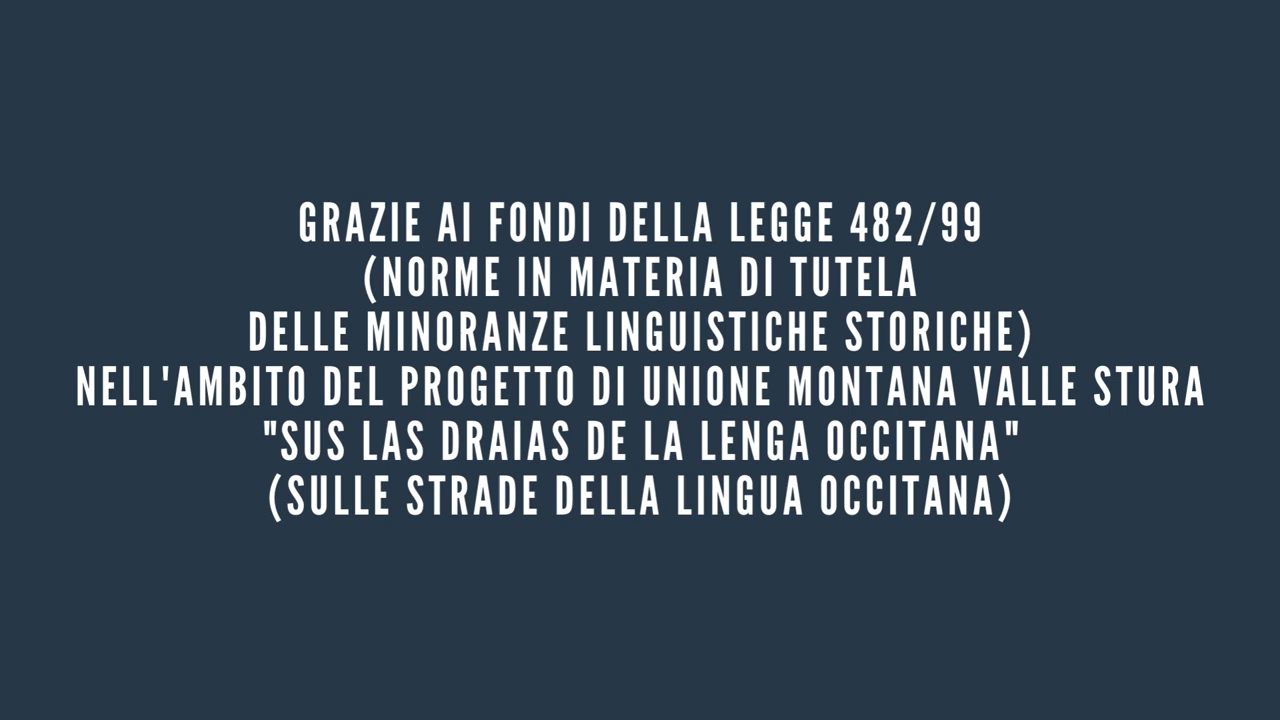 GRAZIE AI FONDI DELLA LEGGE 482/99
(NORME IN MATERIA DI TUTELA
DELLE MINORANZE LINGUISTICHE STORICHE)
NELL'AMBITO DEL PROGETTO DI UNIONE MONTANA VALLE STURA
"SUS LAS DRAIAS DE LA LENGA OCCITANA"
(SULLE STRADE DELLA LINGUA OCCITANA)